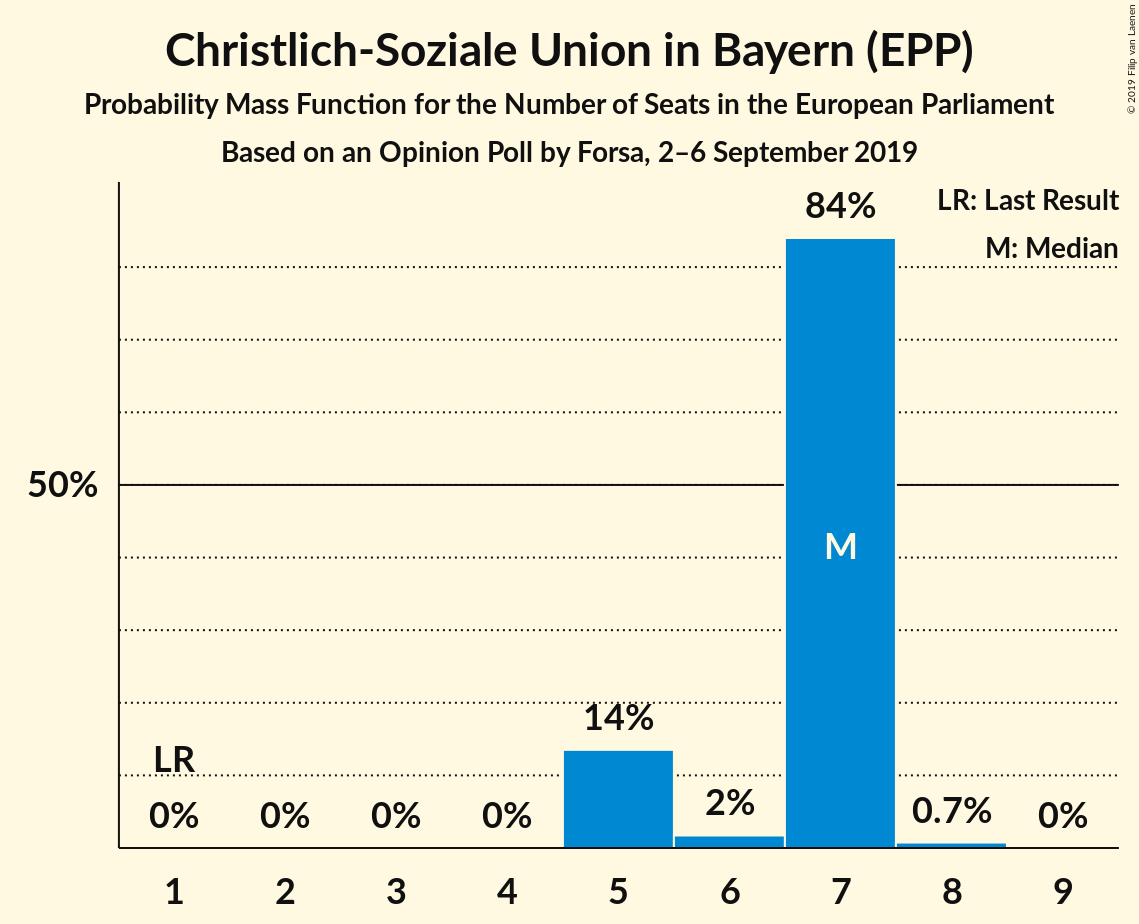 Christlich-Soziale Union in Bayern (EPP)
Probability Mass Function for the Number of Seats in the European Parliament
Based on an Opinion Poll by Forsa, 2–6 September 2019
© 2019 Filip van Laenen
LR: Last Result
M: Median
84%
50%
M
14%
LR
0%
0%
0%
0%
2%
0.7%
0%
1
2
3
4
5
6
7
8
9